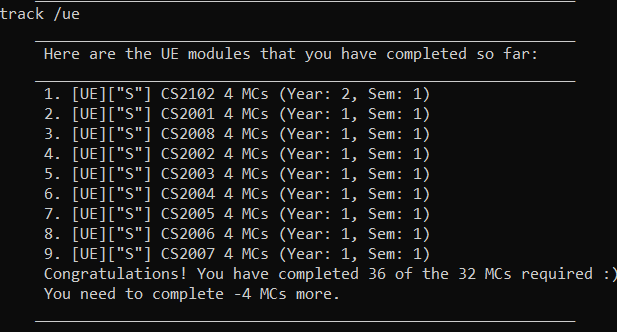 track /ue
Here are the UE modules that you have completed so far:
1. [UE]["S"] CS2102 4 MCs (Year: 2, Sem: 1)
2. [UE]["S"] CS2001 4 MCs (Year: 1, Sem: 1)
3. [UE]["S"] CS2008 4 MCs (Year: 1, Sem: 1)
4. [UE]["S"] CS2002 4 MCs (Year: 1, Sem: 1)
5. [UE]["S"] CS2003 4 MCs (Year: 1, Sem: 1)
6. [UE]["S"] CS2004 4 MCs (Year: 1, Sem: 1)
7. [UE]["S"] CS2005 4 MCs (Year: 1, Sem: 1)
8. [UE]["S"] CS2006 4 MCs (Year: 1, Sem: 1)
9. [UE]["S"] CS2007 4 MCs (Year: 1, Sem: 1)
Congratulations! You have completed 36 of the 32 MCs required :)
You need to complete -4 MCs more.